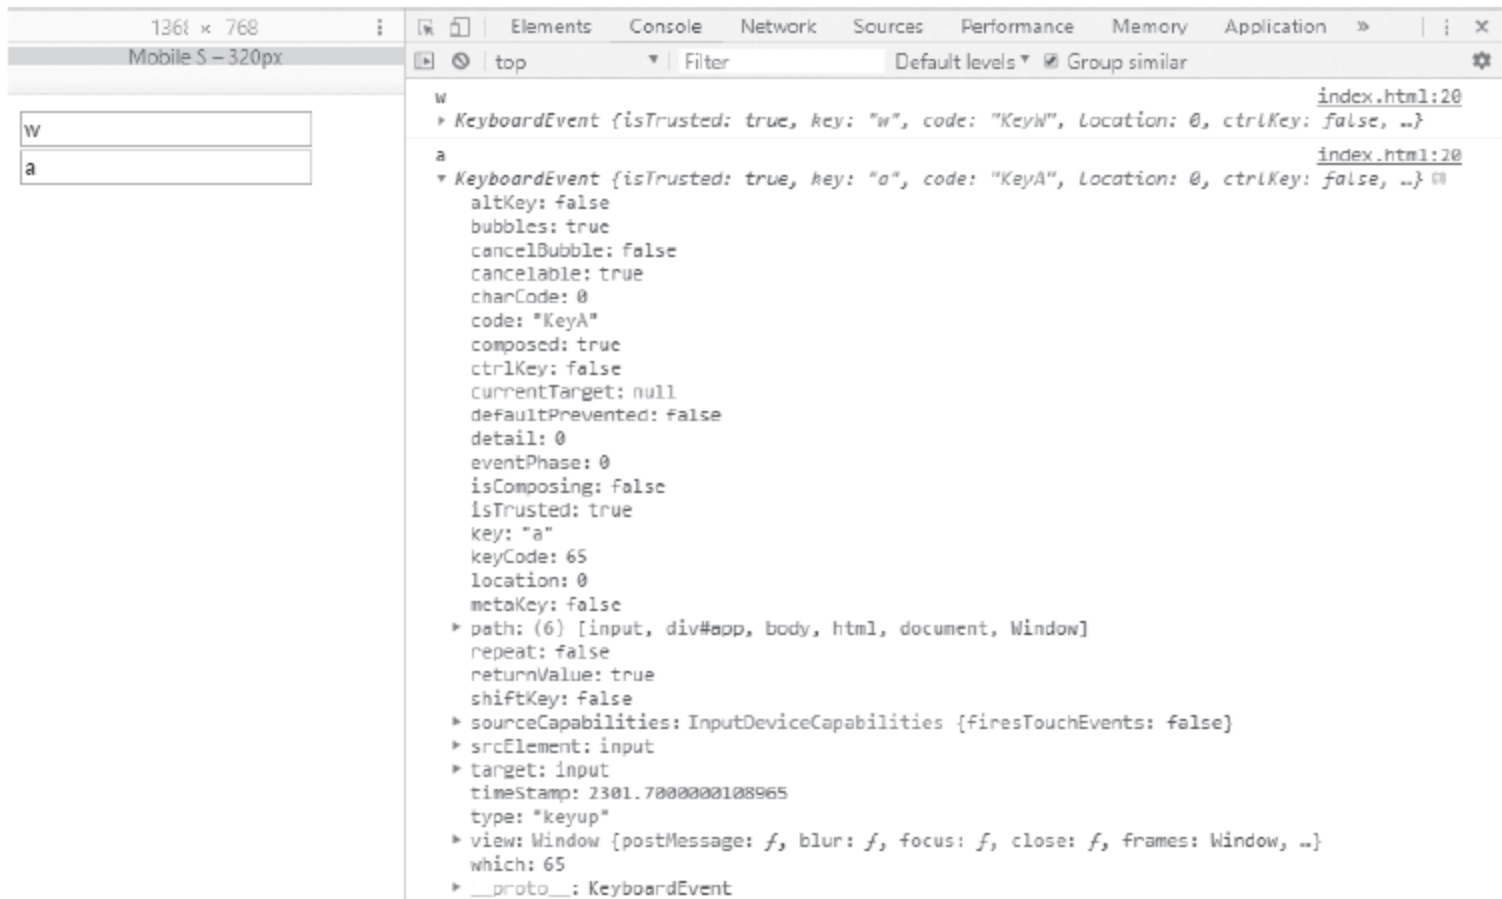 1368 × 768
Mobile S – 320px
w
a
Elements Console Network Sources Performance Memory Application »
top Filter Default levels Group similar
w index.html:20
KeyboardEvent {isTrusted: true, key: "w", code: "KeyW", location: 0, ctrlKey: false, …}
a index.html:20
KeyboardEvent {isTrusted: true, key: "a", code: "KeyA", location: 0, ctrlKey: false, …}
altKey: false
bubbles: true
cancelBubble: false
cancelable: true
charCode: 0
code: "KeyA"
composed: true
ctrlKey: false
currentTarget: null
defaultPrevented: false
detail: 0
eventPhase: 0
isComposing: false
isTrusted: true
key: "a"
keyCode: 65
location: 0
metaKey: false
path: (6) [input, div#app, body, html, document, Window]
repeat: false
returnValue: true
shiftKey: false
sourceCapabilities: InputDeviceCapabilities {firesTouchEvents: false}
srcElement: input
target: input
timeStamp: 2301.7000000108965
type: "keyup"
view: Window {postMessage: ƒ, blur: ƒ, focus: ƒ, close: ƒ, frames: Window, …}
which: 65
__proto__: KeyboardEvent